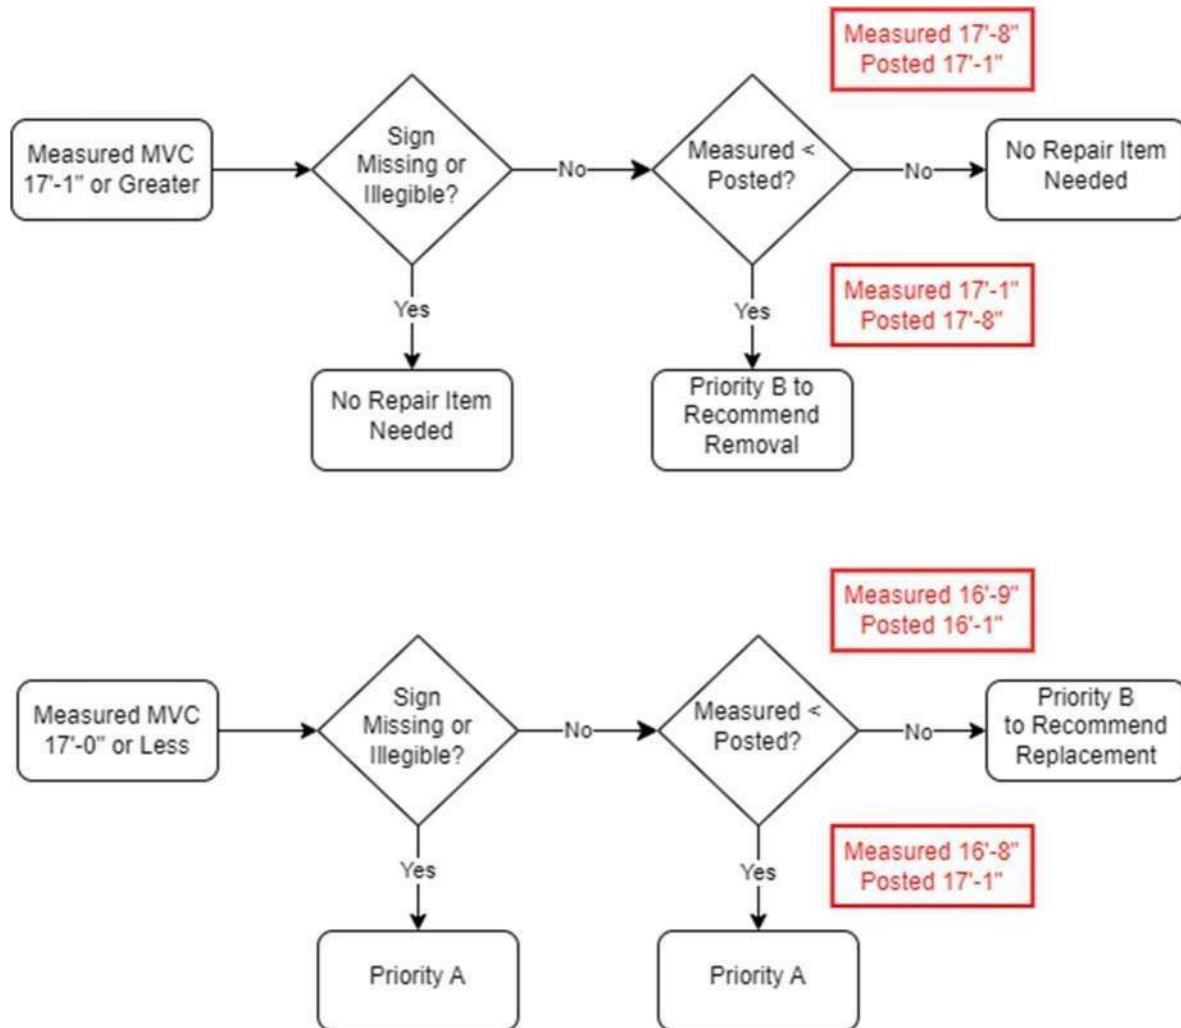 Measured 17'-8"
Posted 17'-1"
Measured MVC
17'-1" or Greater
Sign
Missing or
Illegible?
No
Measured <
Posted?
No
No Repair Item
Needed
Measured 17'-1"
Posted 17'-8"
Yes
Yes
No Repair Item
Needed
Priority B to
Recommend
Removal
Measured 16'-9"
Posted 16'-1"
Measured MVC
17'-0" or Less
Sign
Missing or
Illegible?
No
Measured <
Posted?
No
Priority B
to Recommend
Replacement
Measured 16'-8"
Posted 17'-1"
Yes
Yes
Priority A
Priority A